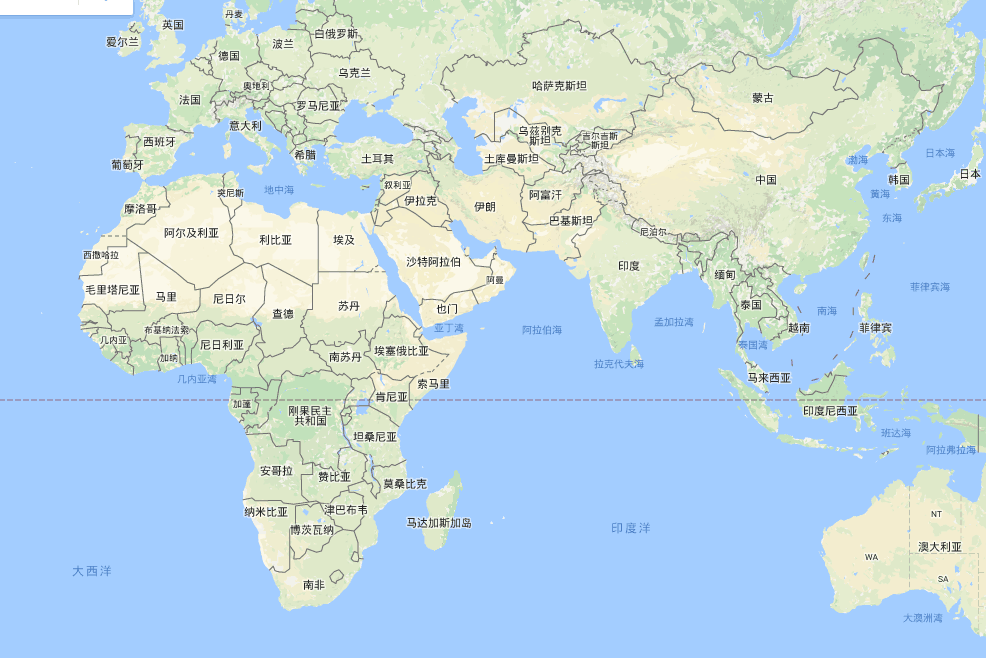 英国
丹麦
爱尔兰
白俄罗斯
波兰
德国
乌克兰
奥地利
哈萨克斯坦
蒙古
法国
罗马尼亚
意大利
乌兹别克
斯坦
吉尔吉斯
斯坦
西班牙
希腊
土耳其
土库曼斯坦
渤海
日本海
葡萄牙
日本
中国
韩国
叙利亚
地中海
突尼斯
阿富汗
黄海
伊拉克
伊朗
摩洛哥
巴基斯坦
东海
阿尔及利亚
利比亚
埃及
尼泊尔
西撒哈拉
沙特阿拉伯
印度
缅甸
阿曼
毛里塔尼亚
马里
尼日尔
菲律宾海
苏丹
也门
泰国
查德
南海
孟加拉湾
布基纳法索
亚丁湾
阿拉伯海
越南
菲律宾
几内亚
尼日利亚
泰国湾
加纳
南苏丹
埃塞俄比亚
拉克代夫海
几内亚湾
索马里
马来西亚
肯尼亚
加蓬
刚果民主
共和国
印度尼西亚
坦桑尼亚
班达海
阿拉弗拉海
安哥拉
赞比亚
莫桑比克
纳米比亚
津巴布韦
NT
马达加斯加岛
博茨瓦纳
印度洋
澳大利亚
WA
大西洋
SA
南非
大澳洲湾